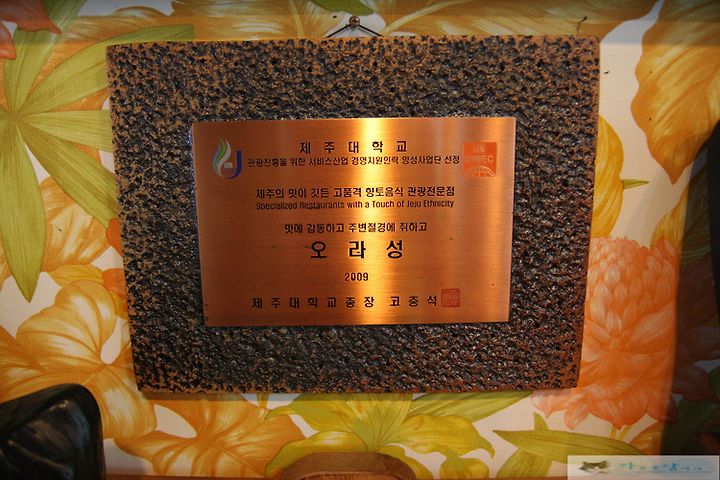 제주대학교
관광진흥을 위한 서비스산업 경영지원인력 양성사업단 선정
제주의 맛이 깃든 고품격 향토음식 관광전문점
Specialized Restaurants with a Touch of Jeju Ethnicity
맛에 감동하고 주변절경에 취하고
오라성
2009
제주대학교총장 고충석